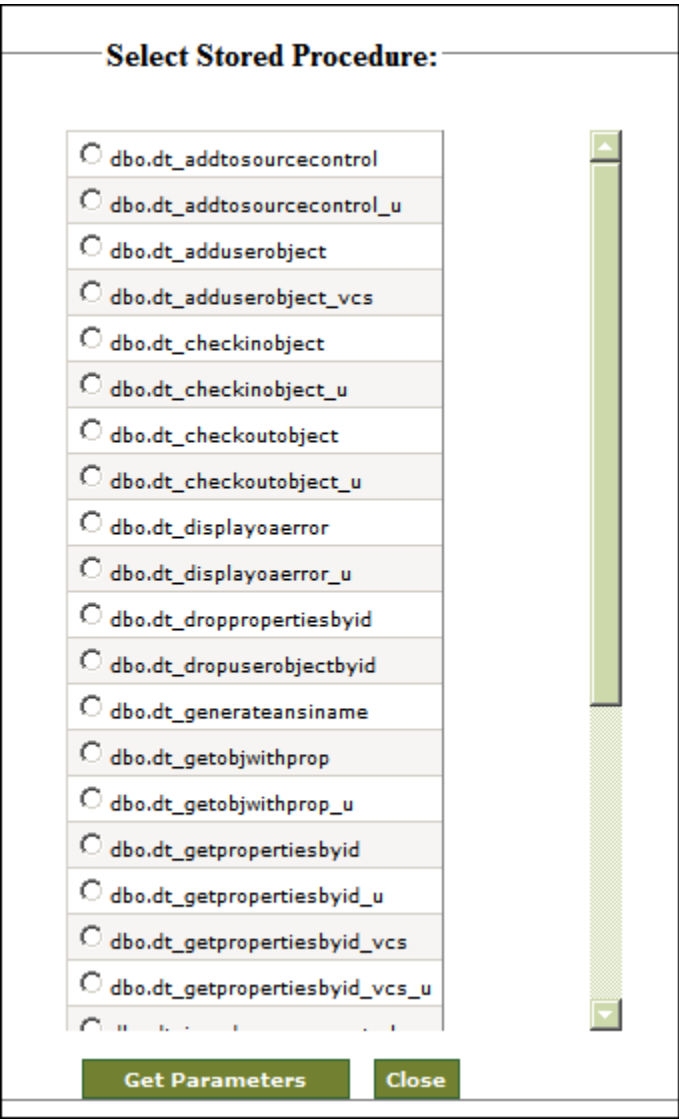 Select Stored Procedure:
dbo.dt_addtosourcecontrol
dbo.dt_addtosourcecontrol_u
dbo.dt_adduserobject
dbo.dt_adduserobject_vcs
dbo.dt_checkinobject
dbo.dt_checkinobject_u
dbo.dt_checkoutobject
dbo.dt_checkoutobject_u
dbo.dt_displayoaerror
dbo.dt_displayoaerror_u
dbo.dt_droppropertiesbyid
dbo.dt_dropuserobjectbyid
dbo.dt_generateansiname
dbo.dt_getobjwithprop
dbo.dt_getobjwithprop_u
dbo.dt_getpropertiesbyid
dbo.dt_getpropertiesbyid_u
dbo.dt_getpropertiesbyid_vcs
dbo.dt_getpropertiesbyid_vcs_u
Get Parameters Close